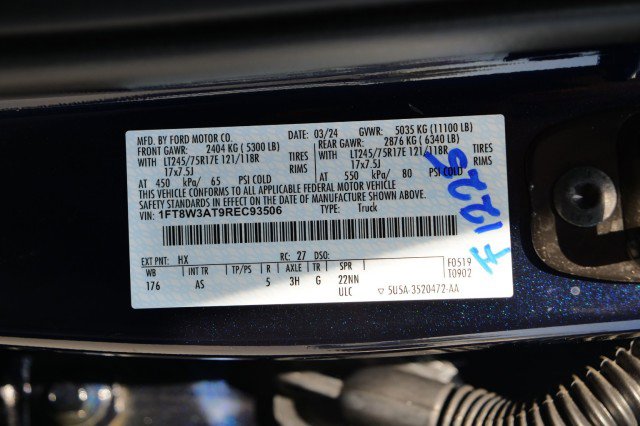 MFD. BY FORD MOTOR CO.
DATE: 03/24 GVWR: 5035 KG (11100 LB)
FRONT GAWR: 2404 KG (5300 LB) REAR GAWR: 2876 KG (6340 LB)
WITH LT245/75R17E 121/118R TIRES WITH LT245/75R17E 121/118R TIRES
17x7.5J RIMS 17x7.5J RIMS
AT 450 kPa/ 65 PSI COLD AT 550 kPa/ 80 PSI COLD
THIS VEHICLE CONFORMS TO ALL APPLICABLE FEDERAL MOTOR VEHICLE
SAFETY STANDARDS IN EFFECT ON THE DATE OF MANUFACTURE SHOWN ABOVE.
VIN: 1FT8W3AT9REC93506 TYPE: Truck
EXT PNT: HX RC: 27 DSO:
WB INT TR TP/PS R AXLE TR SPR
176 AS 5 3H G 22NN
ULC
F0519
T0902
5U5A-3520472-AA